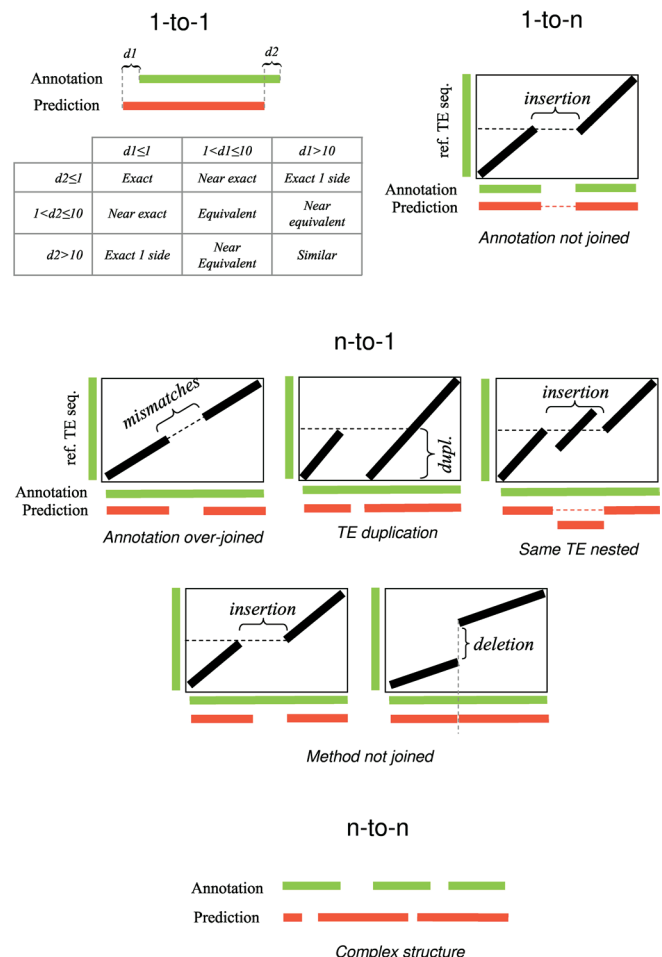 1-to-1
1-to-n
d1
d2
Annotation
Prediction
d1≤1
1<d1≤10
d1>10
d2≤1
Exact
Near exact
Exact 1 side
1<d2≤10
Near exact
Equivalent
Near
equivalent
d2>10
Exact 1 side
Near
Equivalent
Similar
ref. TE seq.
insertion
Annotation
Prediction
Annotation not joined
n-to-1
ref. TE seq.
mismatches
dupl.
insertion
Annotation
Prediction
Annotation over-joined
TE duplication
Same TE nested
insertion
deletion
Method not joined
n-to-n
Annotation
Prediction
Complex structure